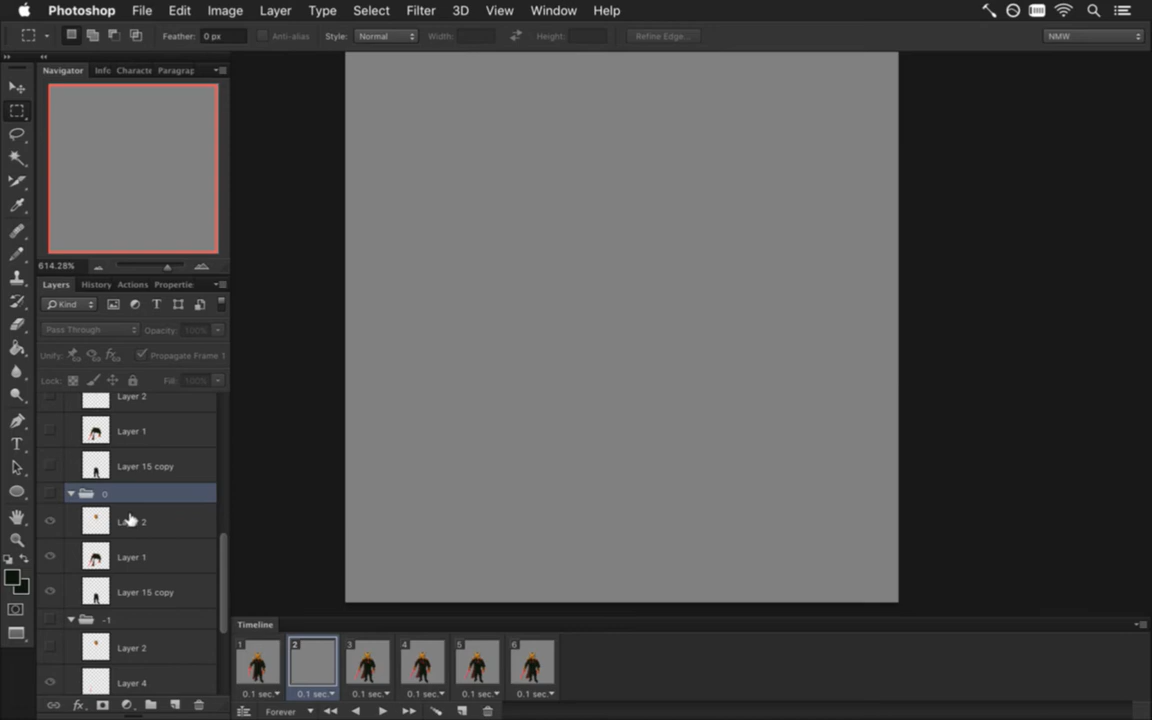 Photoshop File Edit Image Layer Type Select Filter 3D View Window Help
Feather: 0 px Anti-alias Style: Normal Width: Height: Refine Edge... NMW
Navigator Info Characte Paragrap
614.28%
Layers History Actions Propertie
Kind
Pass Through Opacity: 100%
Unify: Propagate Frame 1
Lock: Fill: 100%
Layer 2
Layer 1
Layer 15 copy
0
Layer 2
Layer 1
Layer 15 copy
-1
Layer 2
Layer 4
Timeline
1 2 3 4 5 6
0.1 sec. 0.1 sec. 0.1 sec. 0.1 sec. 0.1 sec. 0.1 sec.
Forever